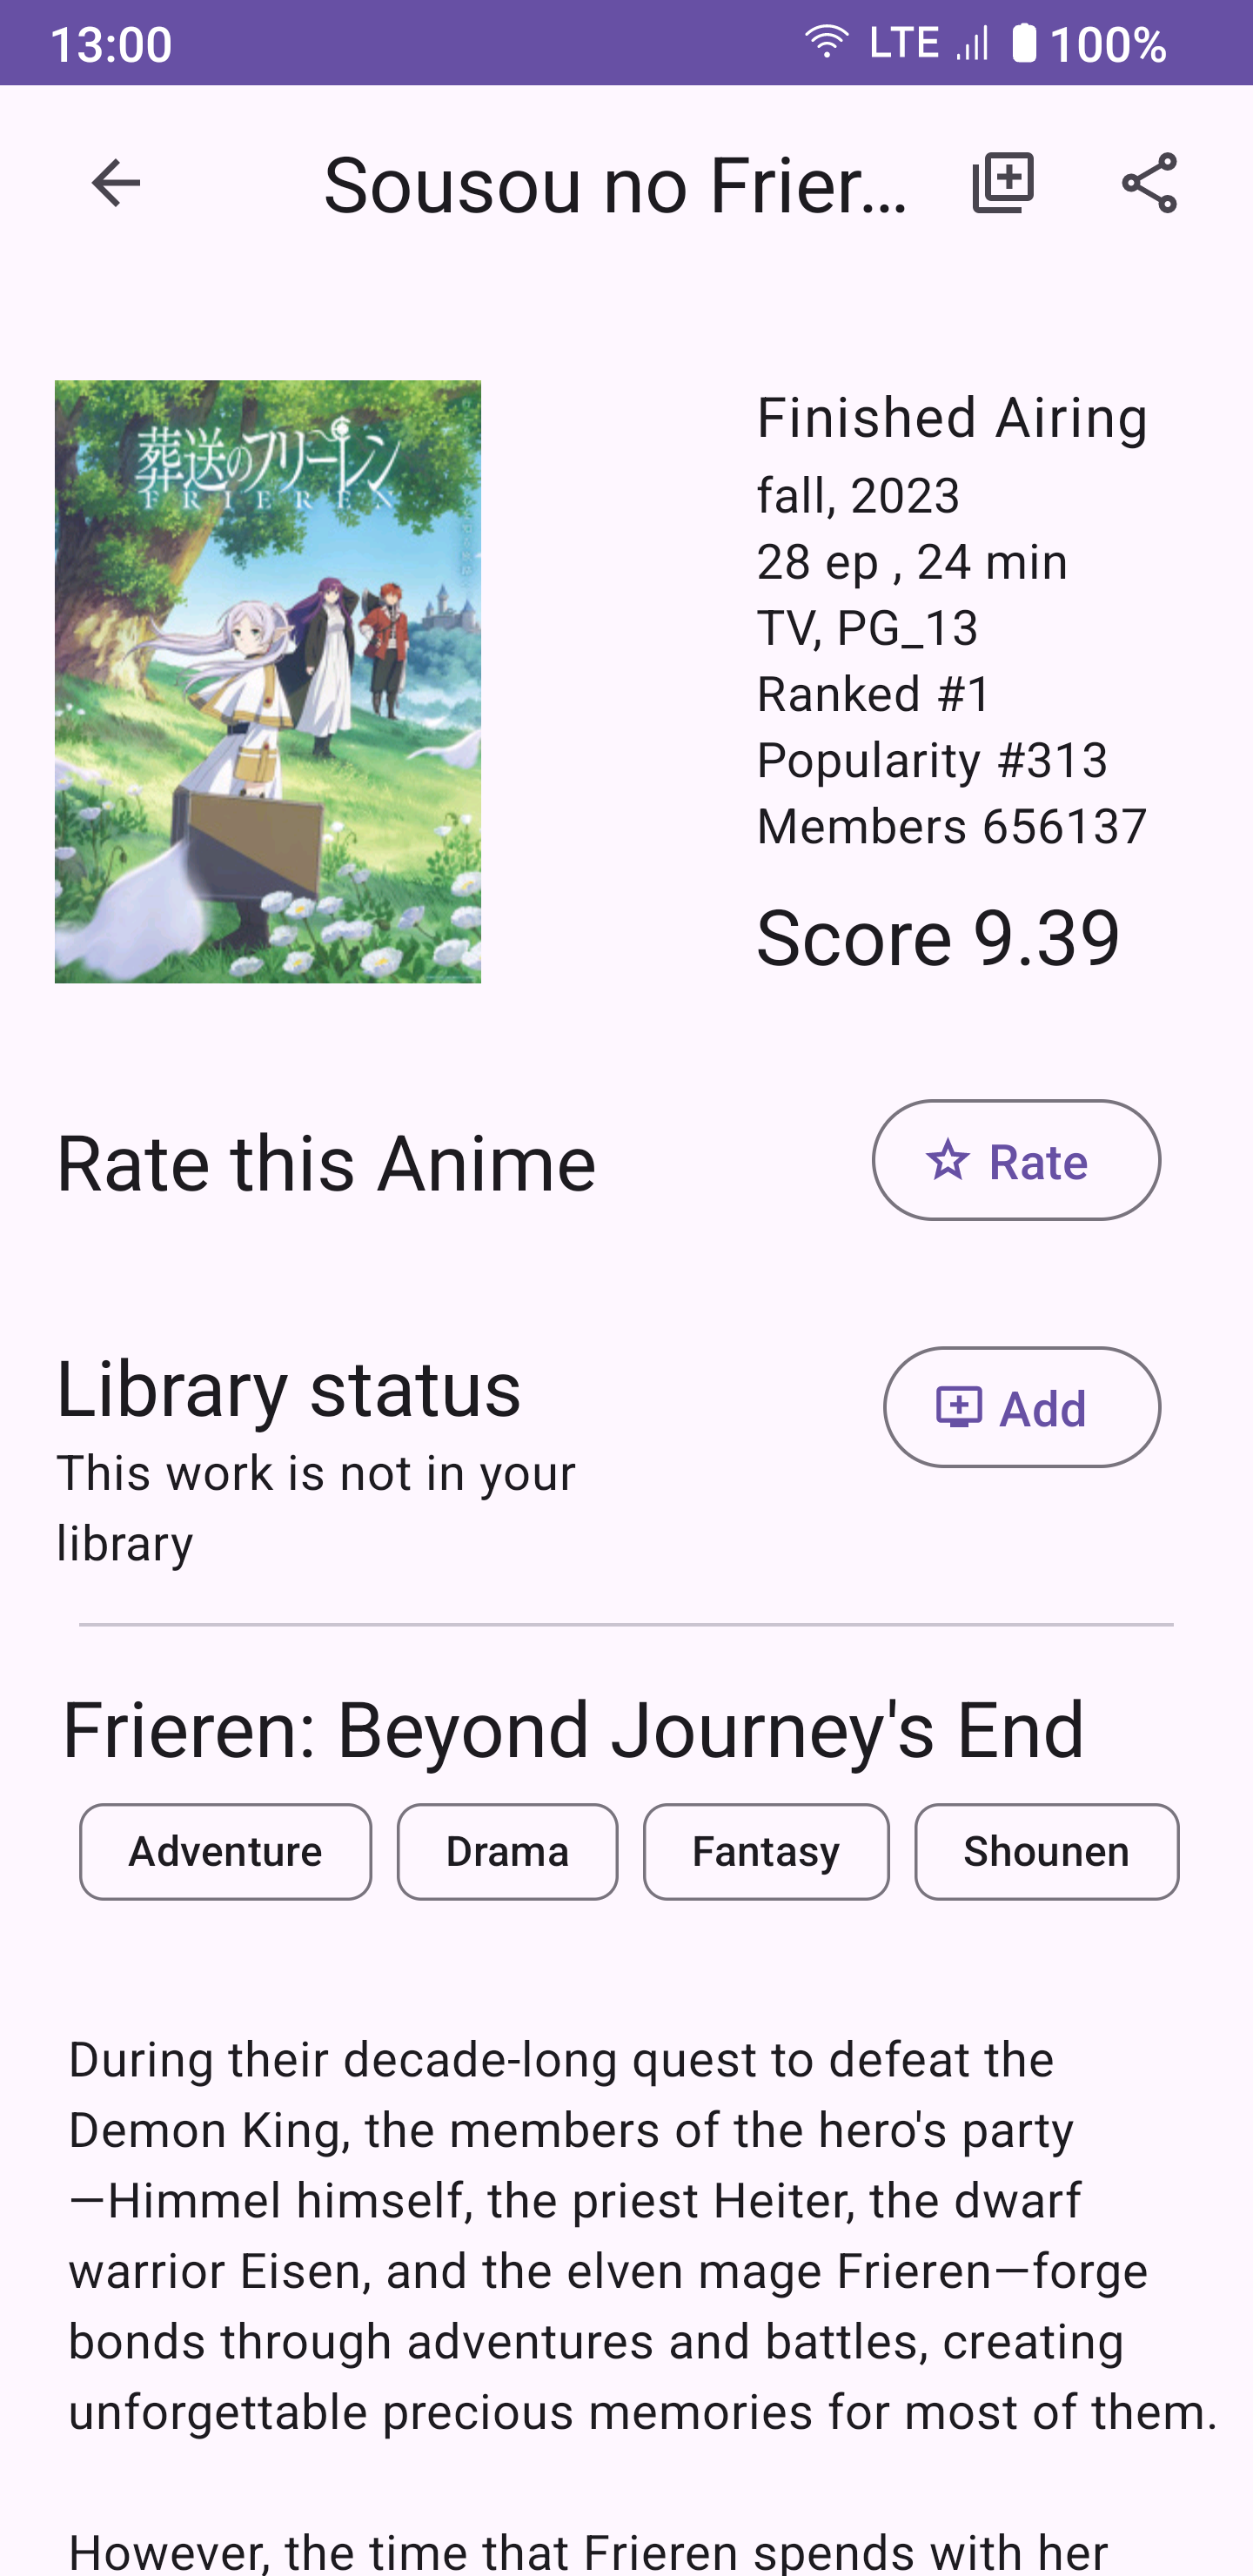 13:00 LTE 100%
Sousou no Frier...
葬送のフリーレン
FRIEREN
Finished Airing
fall, 2023
28 ep , 24 min
TV, PG_13
Ranked #1
Popularity #313
Members 656137
Score 9.39
Rate this Anime
Rate
Library status
Add
This work is not in your
library
Frieren: Beyond Journey's End
Adventure
Drama
Fantasy
Shounen
During their decade-long quest to defeat the
Demon King, the members of the hero's party
—Himmel himself, the priest Heiter, the dwarf
warrior Eisen, and the elven mage Frieren—forge
bonds through adventures and battles, creating
unforgettable precious memories for most of them.
However, the time that Frieren spends with her